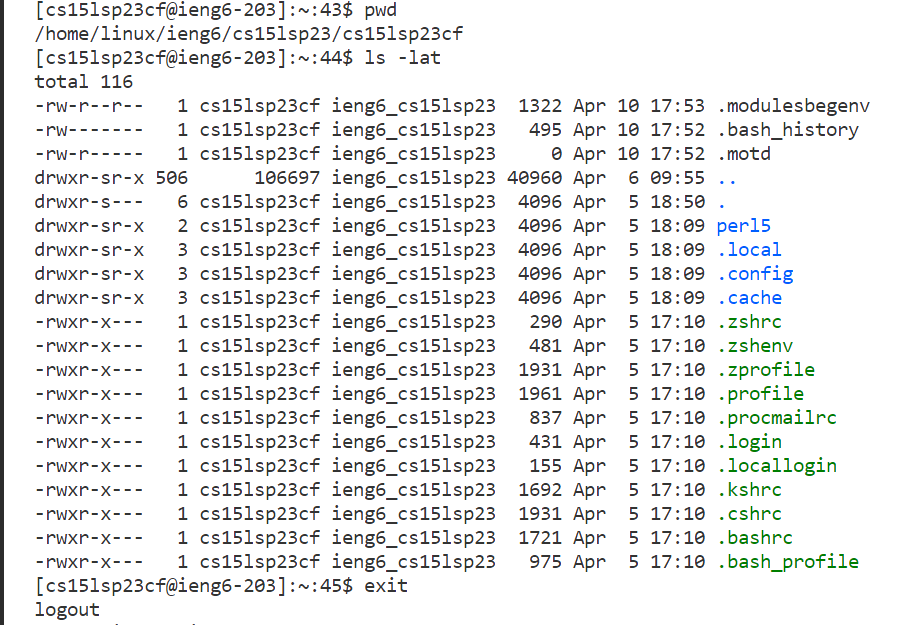 [cs15lsp23cf@ieng6-203]:~:43$ pwd
/home/linux/ieng6/cs15lsp23/cs15lsp23cf
[cs15lsp23cf@ieng6-203]:~:44$ ls -lat
total 116
-rw-r--r--   1 cs15lsp23cf ieng6_cs15lsp23  1322 Apr 10 17:53 .modulesbegenv
-rw-------   1 cs15lsp23cf ieng6_cs15lsp23   495 Apr 10 17:52 .bash_history
-rw-r-----   1 cs15lsp23cf ieng6_cs15lsp23     0 Apr 10 17:52 .motd
drwxr-sr-x 506      106697 ieng6_cs15lsp23 40960 Apr  6 09:55 ..
drwxr-s---   6 cs15lsp23cf ieng6_cs15lsp23  4096 Apr  5 18:50 .
drwxr-sr-x   2 cs15lsp23cf ieng6_cs15lsp23  4096 Apr  5 18:09 perl5
drwxr-sr-x   3 cs15lsp23cf ieng6_cs15lsp23  4096 Apr  5 18:09 .local
drwxr-sr-x   3 cs15lsp23cf ieng6_cs15lsp23  4096 Apr  5 18:09 .config
drwxr-sr-x   3 cs15lsp23cf ieng6_cs15lsp23  4096 Apr  5 18:09 .cache
-rwxr-x---   1 cs15lsp23cf ieng6_cs15lsp23   290 Apr  5 17:10 .zshrc
-rwxr-x---   1 cs15lsp23cf ieng6_cs15lsp23   481 Apr  5 17:10 .zshenv
-rwxr-x---   1 cs15lsp23cf ieng6_cs15lsp23  1931 Apr  5 17:10 .zprofile
-rwxr-x---   1 cs15lsp23cf ieng6_cs15lsp23  1961 Apr  5 17:10 .profile
-rwxr-x---   1 cs15lsp23cf ieng6_cs15lsp23   837 Apr  5 17:10 .procmailrc
-rwxr-x---   1 cs15lsp23cf ieng6_cs15lsp23   431 Apr  5 17:10 .login
-rwxr-x---   1 cs15lsp23cf ieng6_cs15lsp23   155 Apr  5 17:10 .locallogin
-rwxr-x---   1 cs15lsp23cf ieng6_cs15lsp23  1692 Apr  5 17:10 .kshrc
-rwxr-x---   1 cs15lsp23cf ieng6_cs15lsp23  1931 Apr  5 17:10 .cshrc
-rwxr-x---   1 cs15lsp23cf ieng6_cs15lsp23  1721 Apr  5 17:10 .bashrc
-rwxr-x---   1 cs15lsp23cf ieng6_cs15lsp23   975 Apr  5 17:10 .bash_profile
[cs15lsp23cf@ieng6-203]:~:45$ exit
logout